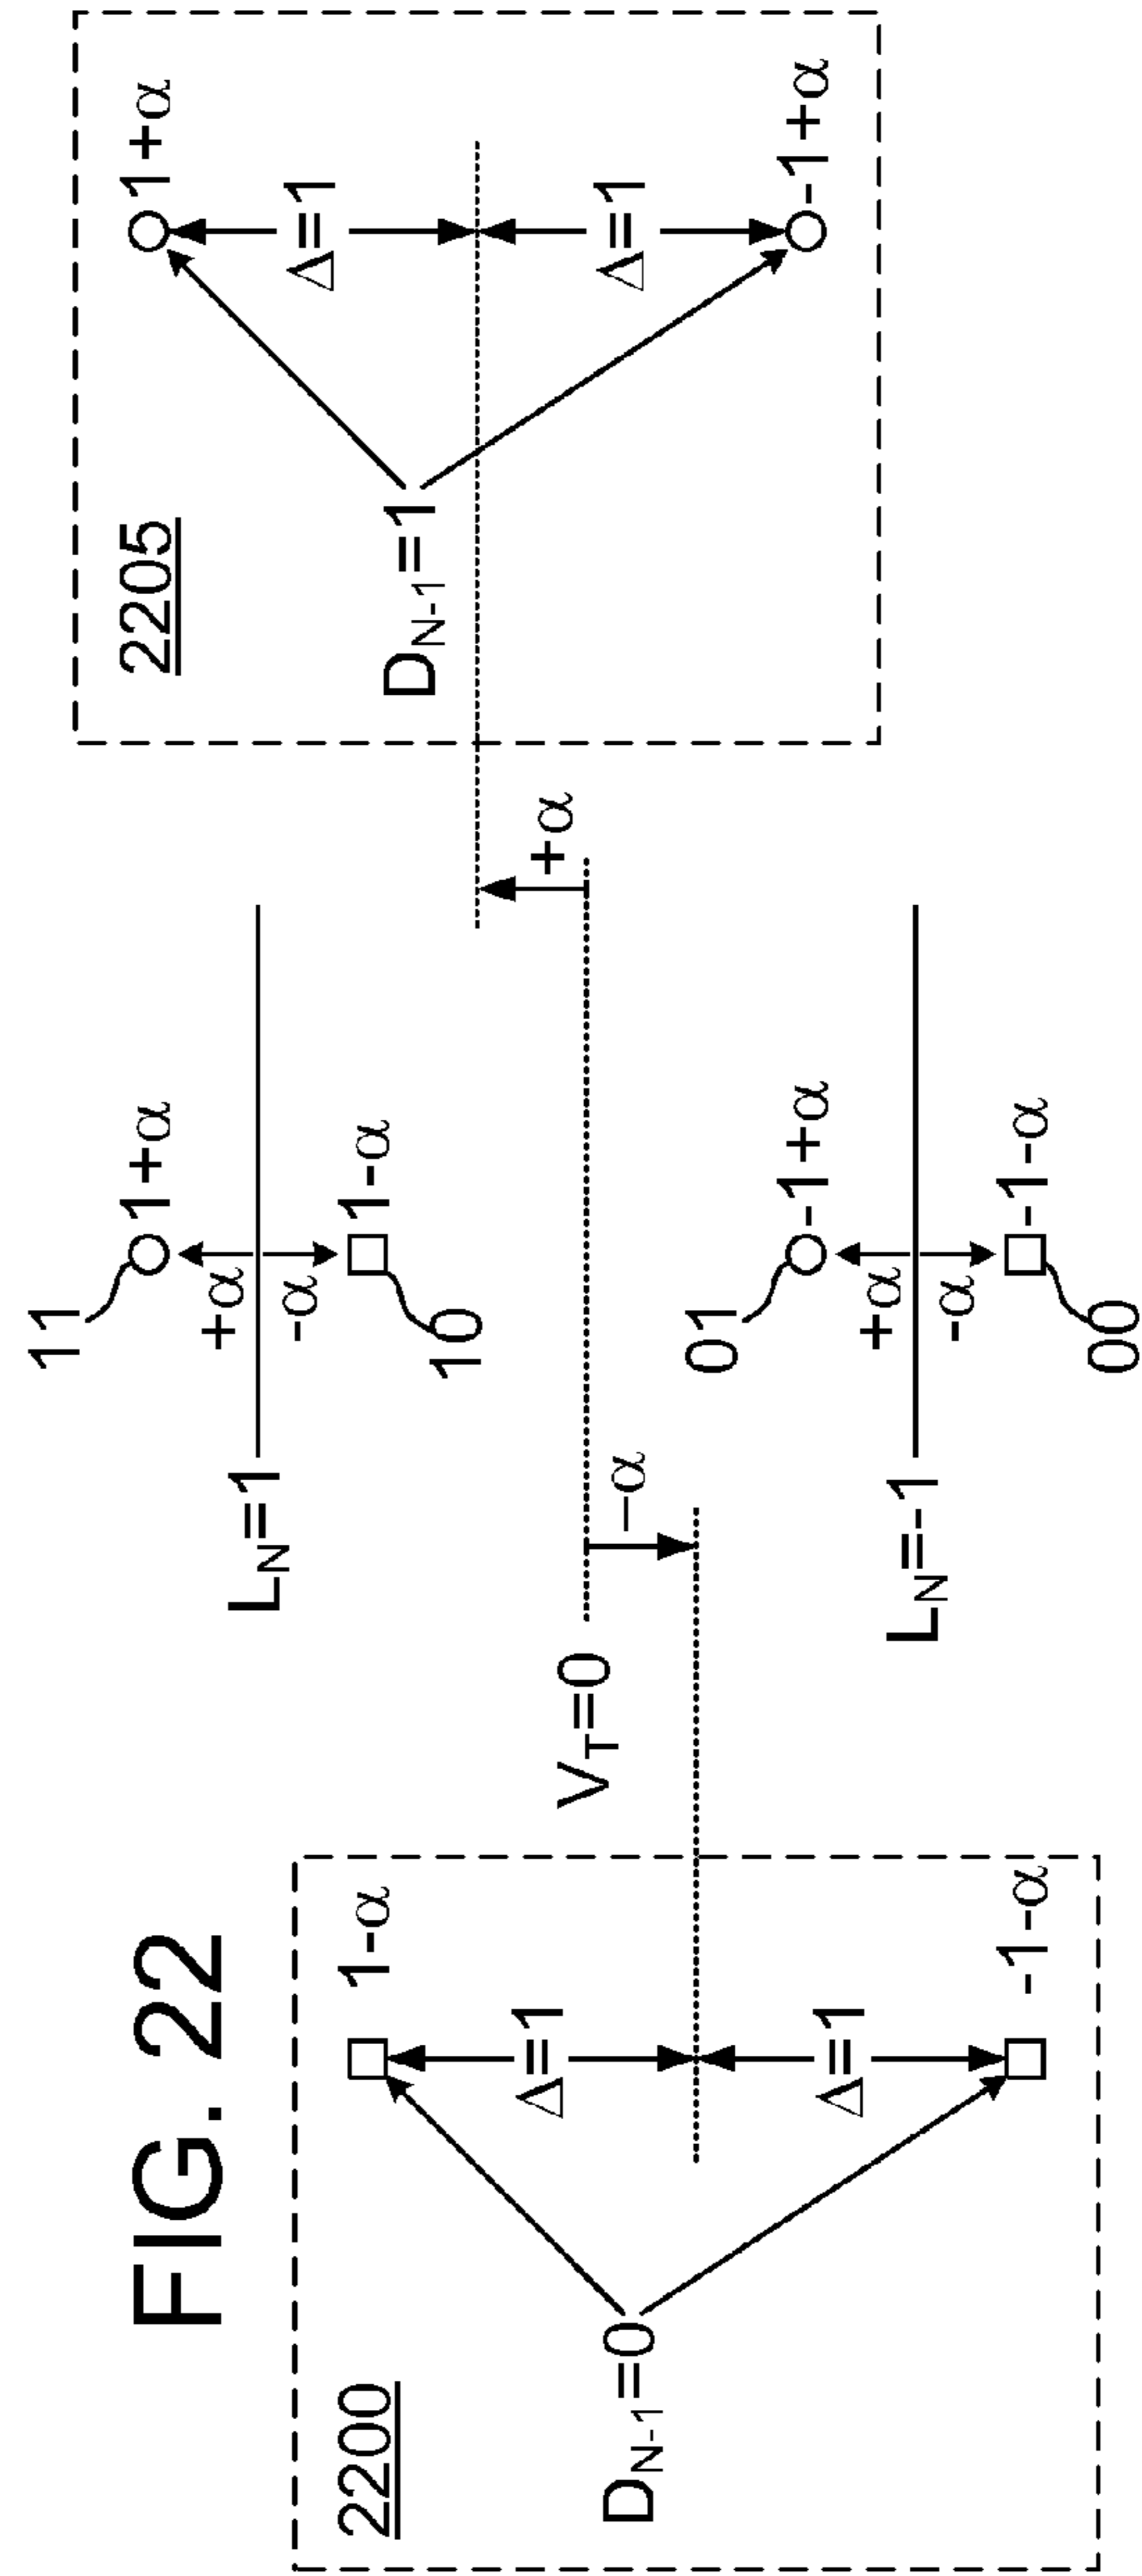 FIG. 22
2200
D_{N-1}=0
1-α
Δ=1
Δ=1
-1-α
V_T=0
–α
L_N=1
11
1+α
+α
-α
10
1-α
L_N=-1
01
-1+α
+α
-α
00
-1-α
+α
2205
D_{N-1}=1
1+α
Δ=1
Δ=1
-1+α